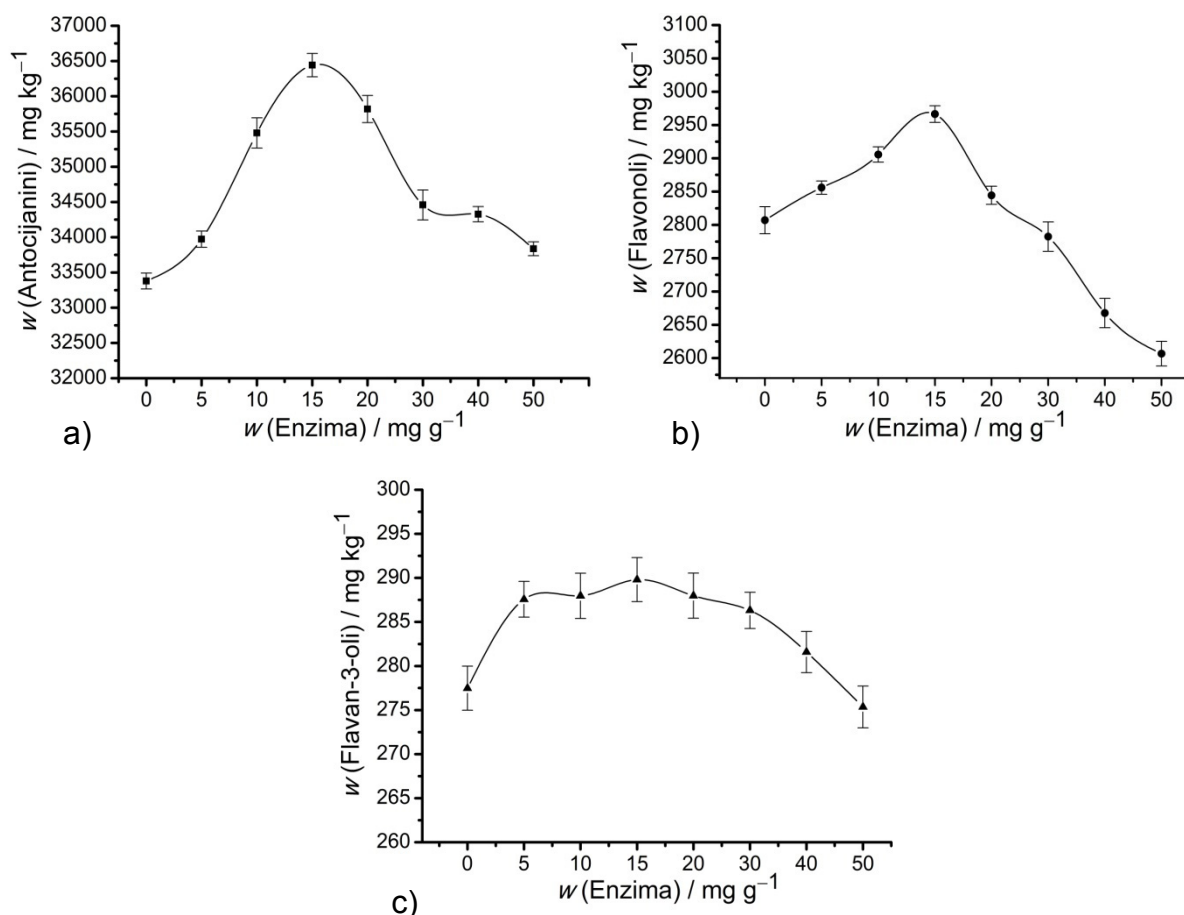 37000
36500
36000
35500
35000
34500
34000
33500
33000
32500
32000
w (Antocijanini) / mg kg⁻¹
0 5 10 15 20 30 40 50
w (Enzima) / mg g⁻¹
a)
3100
3050
3000
2950
2900
2850
2800
2750
2700
2650
2600
w (Flavonoli) / mg kg⁻¹
0 5 10 15 20 30 40 50
w (Enzima) / mg g⁻¹
b)
300
295
290
285
280
275
270
265
260
w (Flavan-3-oli) / mg kg⁻¹
0 5 10 15 20 30 40 50
w (Enzima) / mg g⁻¹
c)